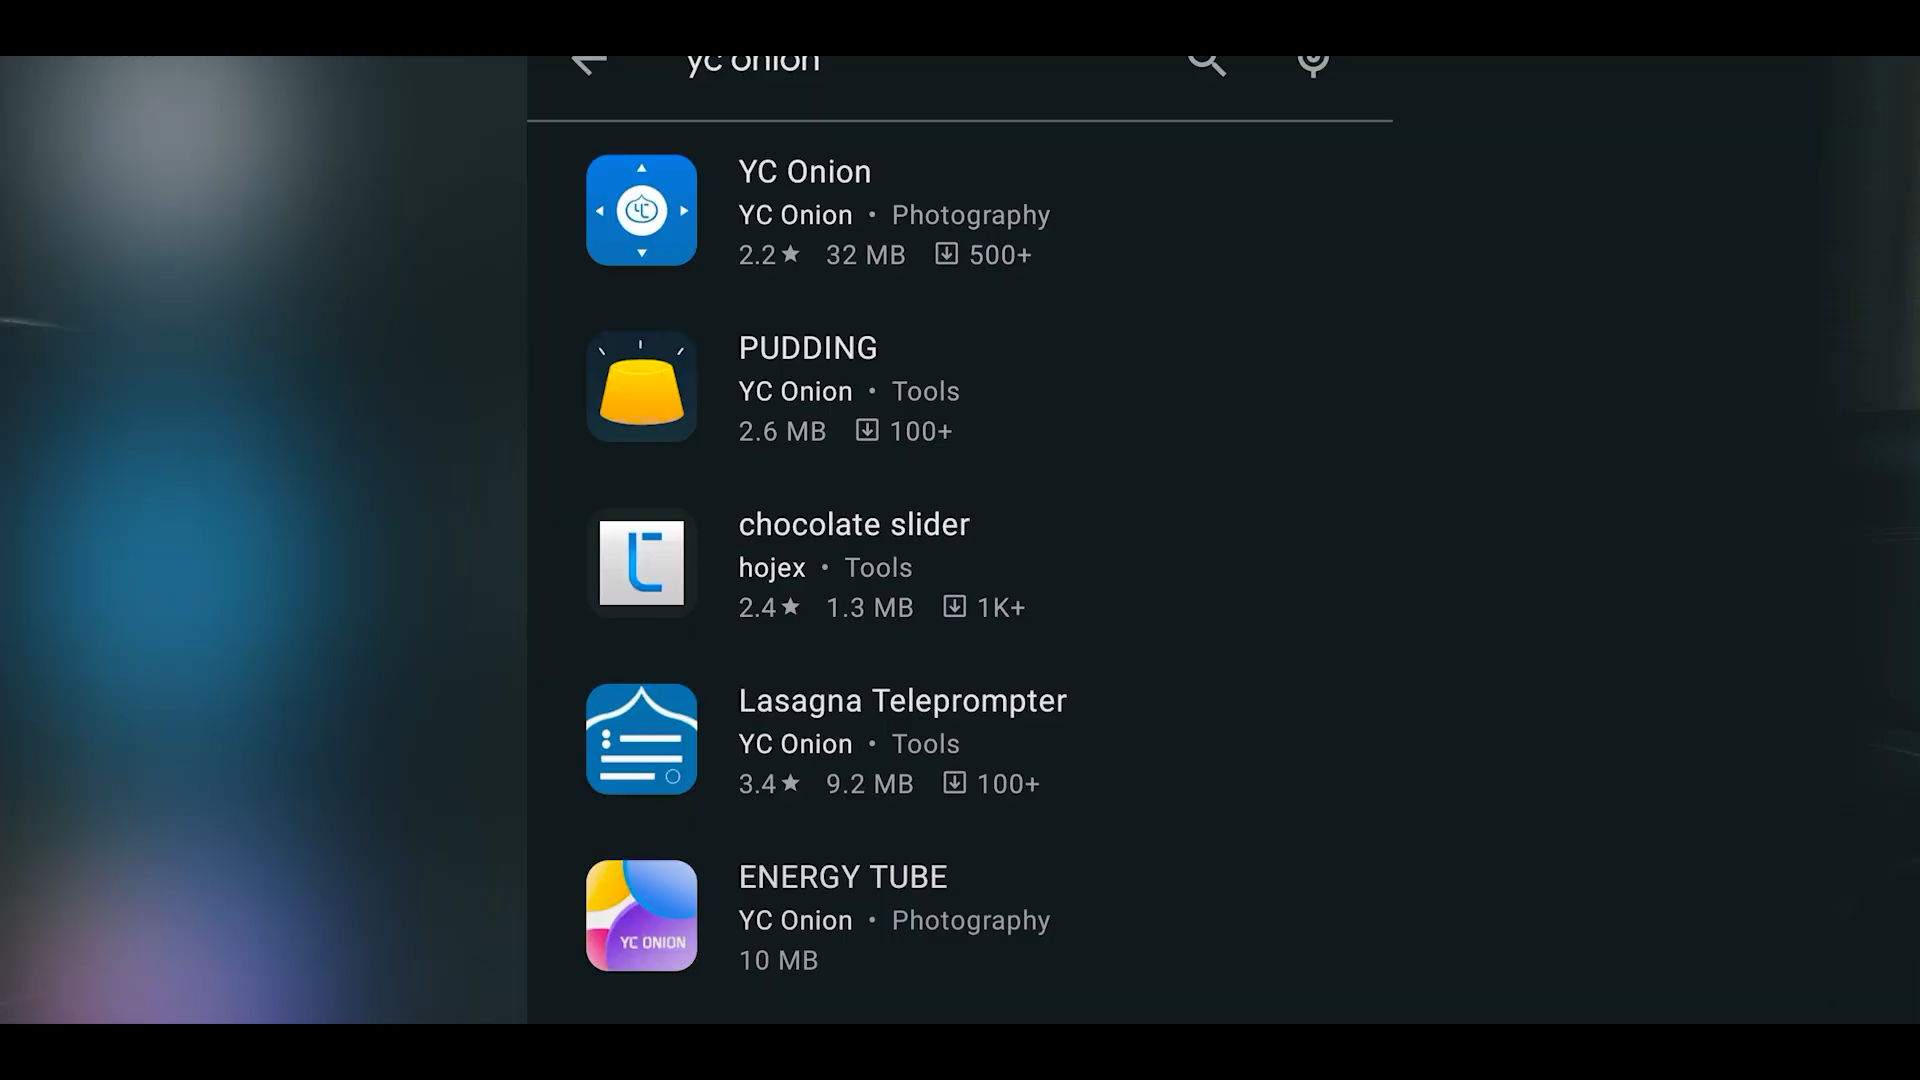 yc onion
YC Onion
YC Onion • Photography
2.2★ 32 MB 500+
PUDDING
YC Onion • Tools
2.6 MB 100+
chocolate slider
hojex • Tools
2.4★ 1.3 MB 1K+
Lasagna Teleprompter
YC Onion • Tools
3.4★ 9.2 MB 100+
ENERGY TUBE
YC Onion • Photography
10 MB
YC ONION